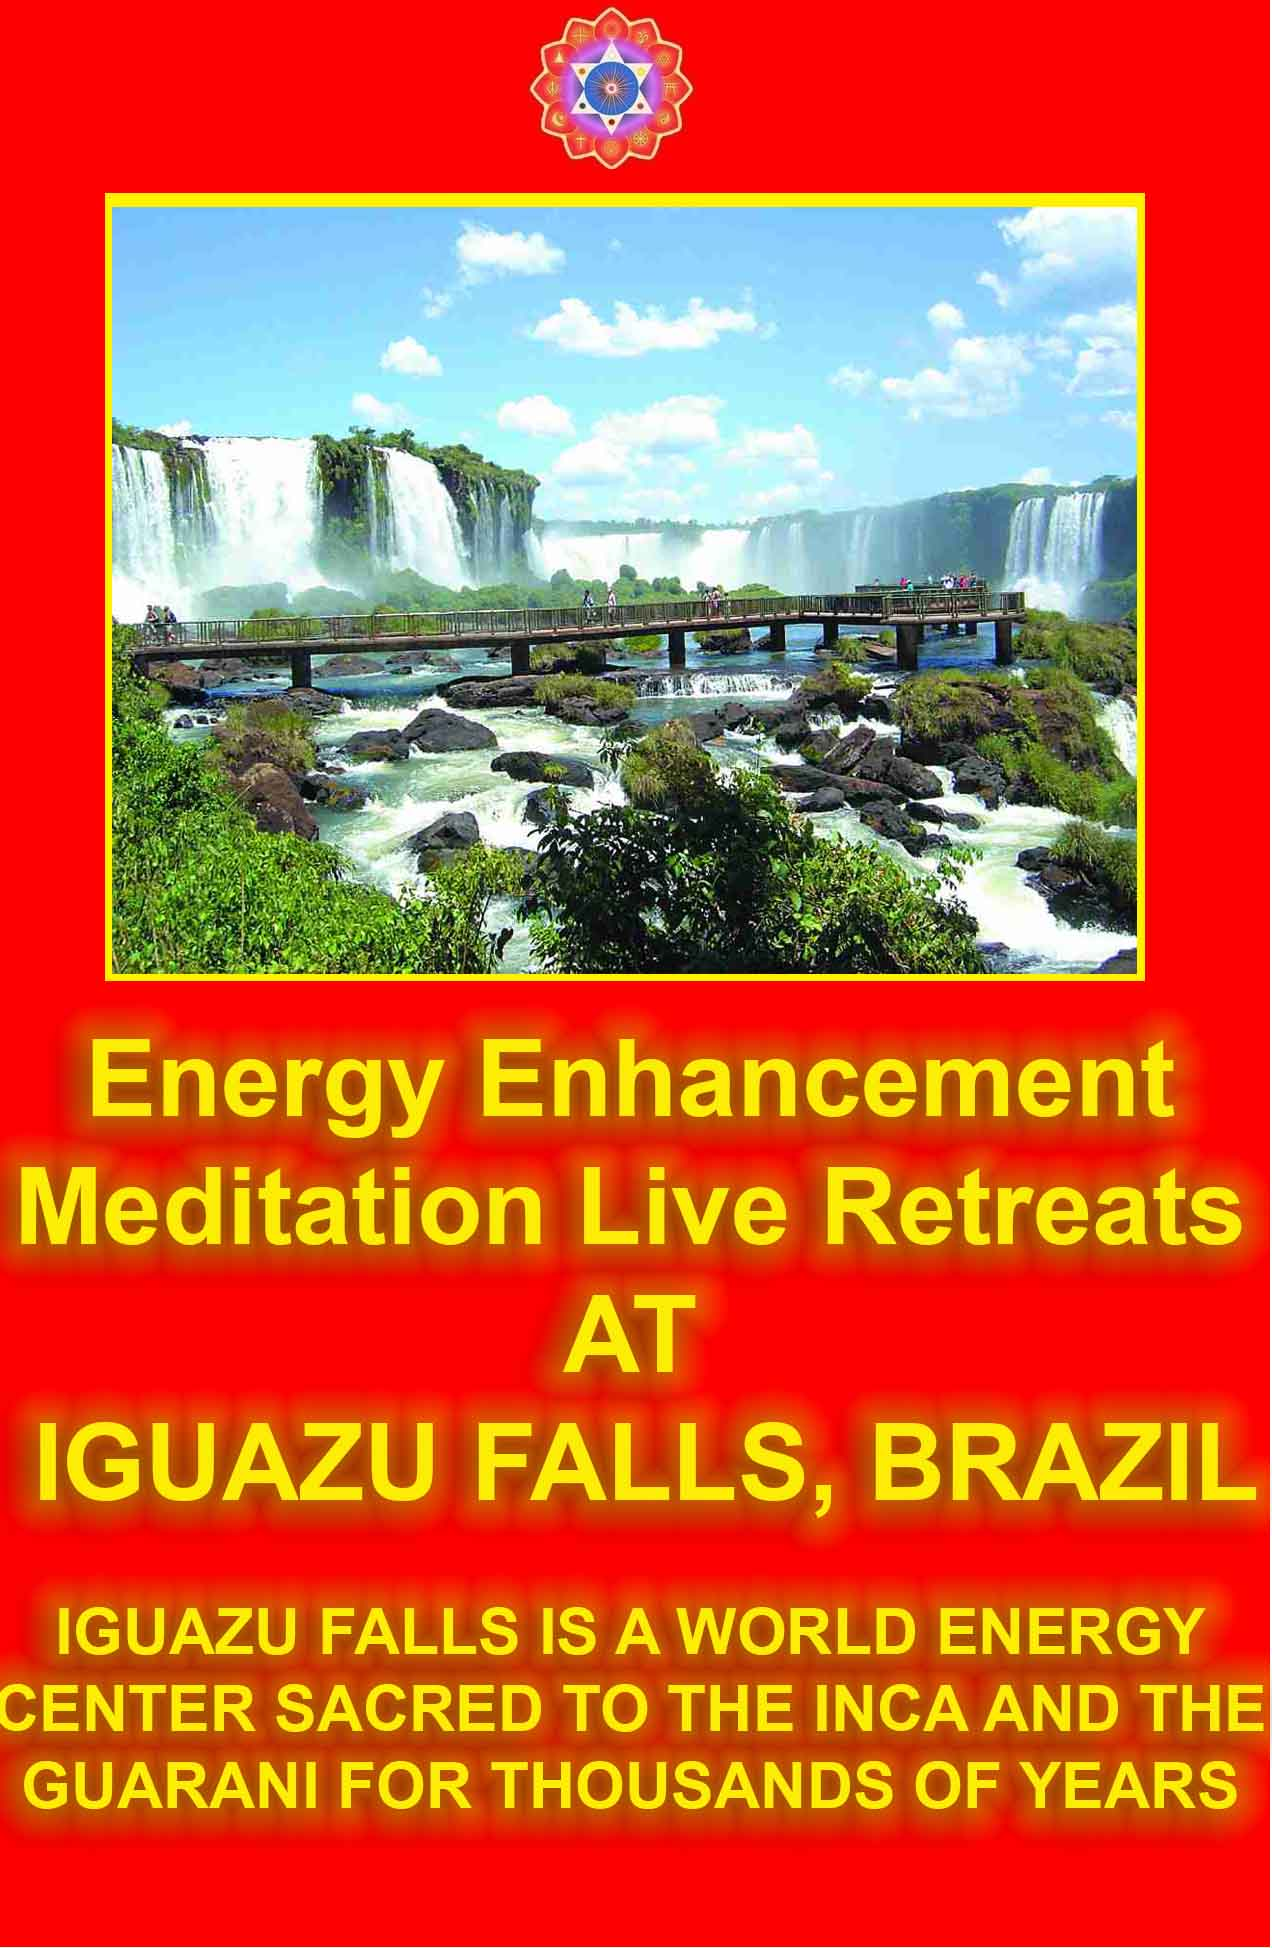 Energy Enhancement
Meditation Live Retreats
AT
IGUAZU FALLS, BRAZIL
IGUAZU FALLS IS A WORLD ENERGY
CENTER SACRED TO THE INCA AND THE
GUARANI FOR THOUSANDS OF YEARS